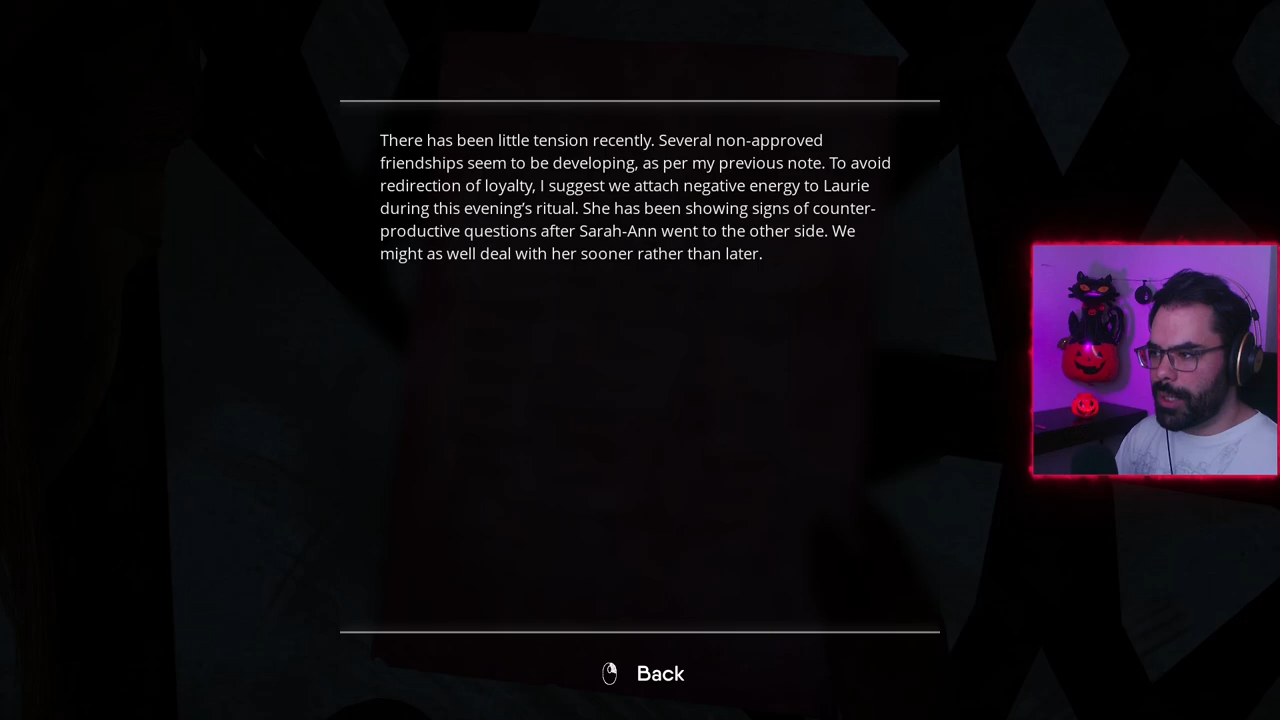 There has been little tension recently. Several non-approved
friendships seem to be developing, as per my previous note. To avoid
redirection of loyalty, I suggest we attach negative energy to Laurie
during this evening’s ritual. She has been showing signs of counter-
productive questions after Sarah-Ann went to the other side. We
might as well deal with her sooner rather than later.
Back